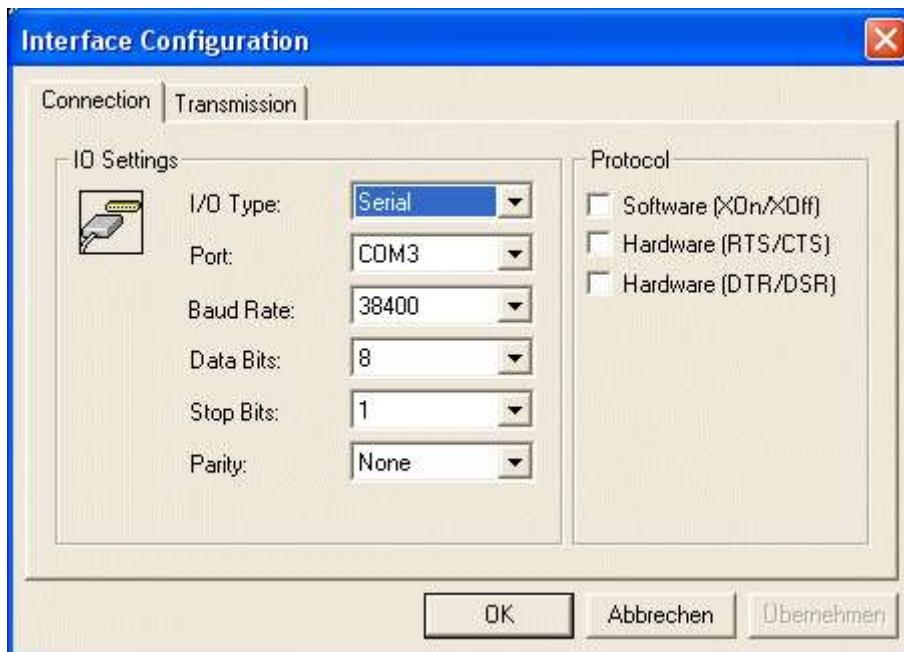 Interface Configuration
Connection Transmission
IO Settings
I/O Type: Serial
Port: COM3
Baud Rate: 38400
Data Bits: 8
Stop Bits: 1
Parity: None
Protocol
Software (XOn/XOff)
Hardware (RTS/CTS)
Hardware (DTR/DSR)
OK Abbrechen Übernehmen